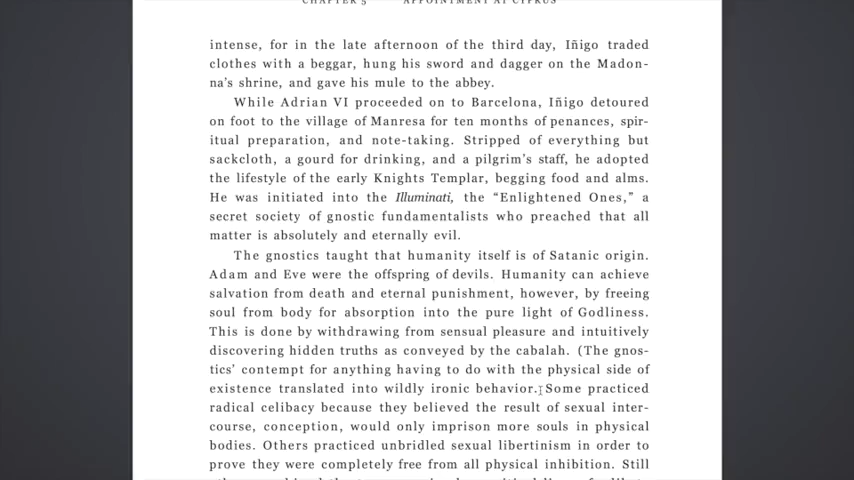 CHAPTER 5 APPOINTMENT AT CYPRUS
intense, for in the late afternoon of the third day, Iñigo traded
clothes with a beggar, hung his sword and dagger on the Madon-
na's shrine, and gave his mule to the abbey.
While Adrian VI proceeded on to Barcelona, Iñigo detoured
on foot to the village of Manresa for ten months of penances, spir-
itual preparation, and note-taking. Stripped of everything but
sackcloth, a gourd for drinking, and a pilgrim's staff, he adopted
the lifestyle of the early Knights Templar, begging food and alms.
He was initiated into the Illuminati, the “Enlightened Ones,” a
secret society of gnostic fundamentalists who preached that all
matter is absolutely and eternally evil.
The gnostics taught that humanity itself is of Satanic origin.
Adam and Eve were the offspring of devils. Humanity can achieve
salvation from death and eternal punishment, however, by freeing
soul from body for absorption into the pure light of Godliness.
This is done by withdrawing from sensual pleasure and intuitively
discovering hidden truths as conveyed by the cabalah. (The gnos-
tics' contempt for anything having to do with the physical side of
existence translated into wildly ironic behavior. Some practiced
radical celibacy because they believed the result of sexual inter-
course, conception, would only imprison more souls in physical
bodies. Others practiced unbridled sexual libertinism in order to
prove they were completely free from all physical inhibition. Still